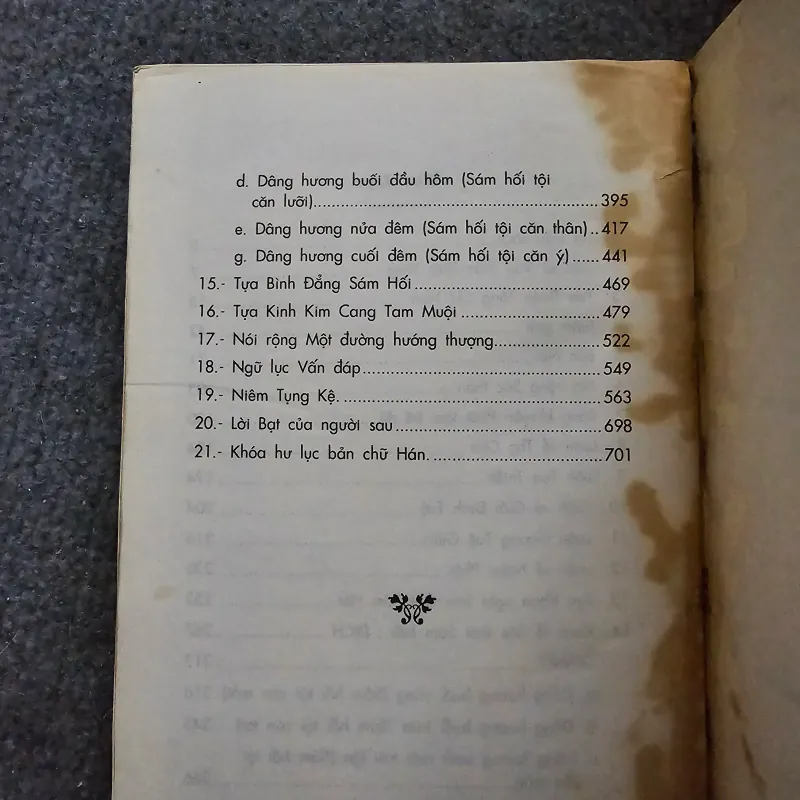 d. Dâng hương buổi đầu hôm (Sám hối tội
căn lưỡi)...........................................................395
e. Dâng hương nửa đêm (Sám hối tội căn thân)..417
g. Dâng hương cuối đêm (Sám hối tội căn ý)......441
15.- Tựa Bình Đẳng Sám Hối........................................469
16.- Tựa Kinh Kim Cang Tam Muội.............................479
17.- Nói rộng Một đường hướng thượng.......................522
18.- Ngữ lục Vấn đáp..................................................549
19.- Niêm Tụng Kệ.....................................................563
20.- Lời Bạt của người sau...........................................698
21.- Khóa hư lục bản chữ Hán....................................701